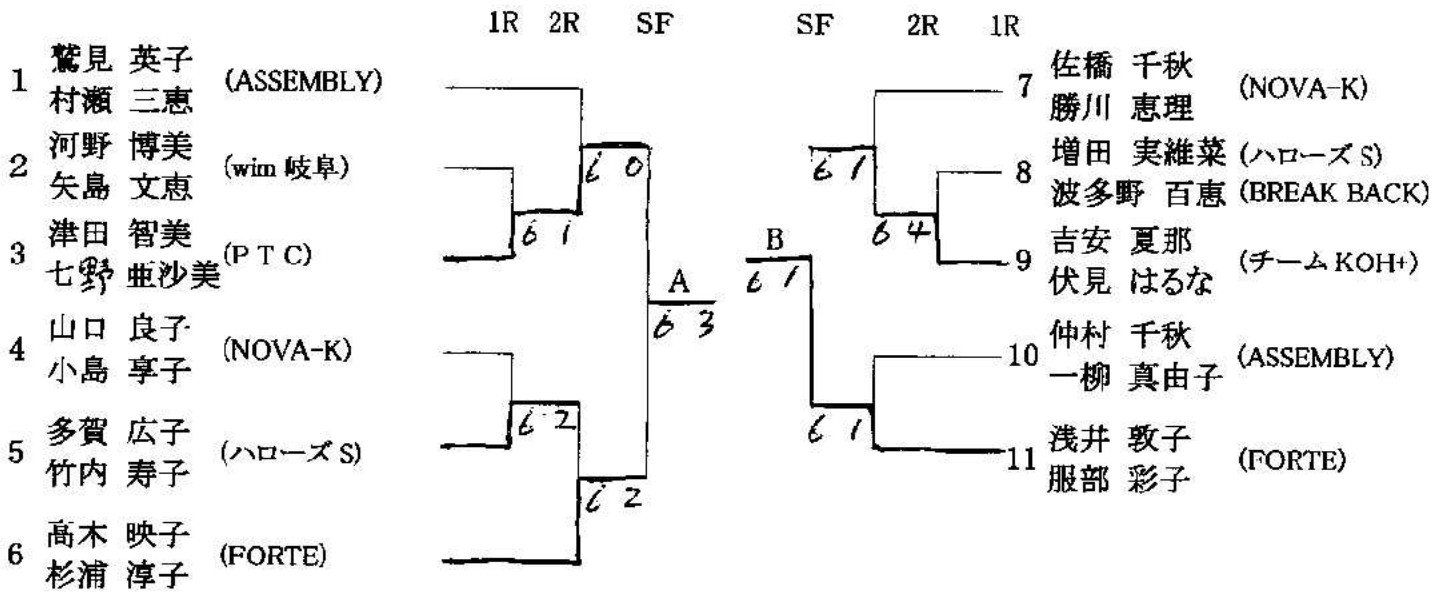 1R 2R SF SF 2R 1R
1 鷲見 英子 (ASSEMBLY)
村瀬 三恵
2 河野 博美 (wim 岐阜)
矢島 文恵
3 津田 智美 (P T C)
七野 亜沙美
4 山口 良子 (NOVA-K)
小島 享子
5 多賀 広子 (ハローズ S)
竹内 寿子
6 高木 映子 (FORTE)
杉浦 淳子
6 0
6 1
6 2
6 2
A
6 3
7 佐橋 千秋 (NOVA-K)
勝川 恵理
8 増田 実維菜 (ハローズ S)
波多野 百恵 (BREAK BACK)
9 吉安 夏那 (チーム KOH+)
伏見 はるな
10 仲村 千秋 (ASSEMBLY)
一柳 真由子
11 浅井 敦子 (FORTE)
服部 彩子
6 1
6 4
B
6 1
6 1